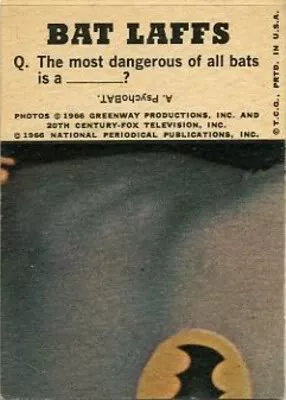 BAT LAFFS
Q. The most dangerous of all bats
is a ______?
A. PsychoBAT.
PHOTOS © 1966 GREENWAY PRODUCTIONS, INC. AND
20TH CENTURY-FOX TELEVISION, INC.
© 1966 NATIONAL PERIODICAL PUBLICATIONS, INC.
© T.C.G., PRTD. IN U.S.A.